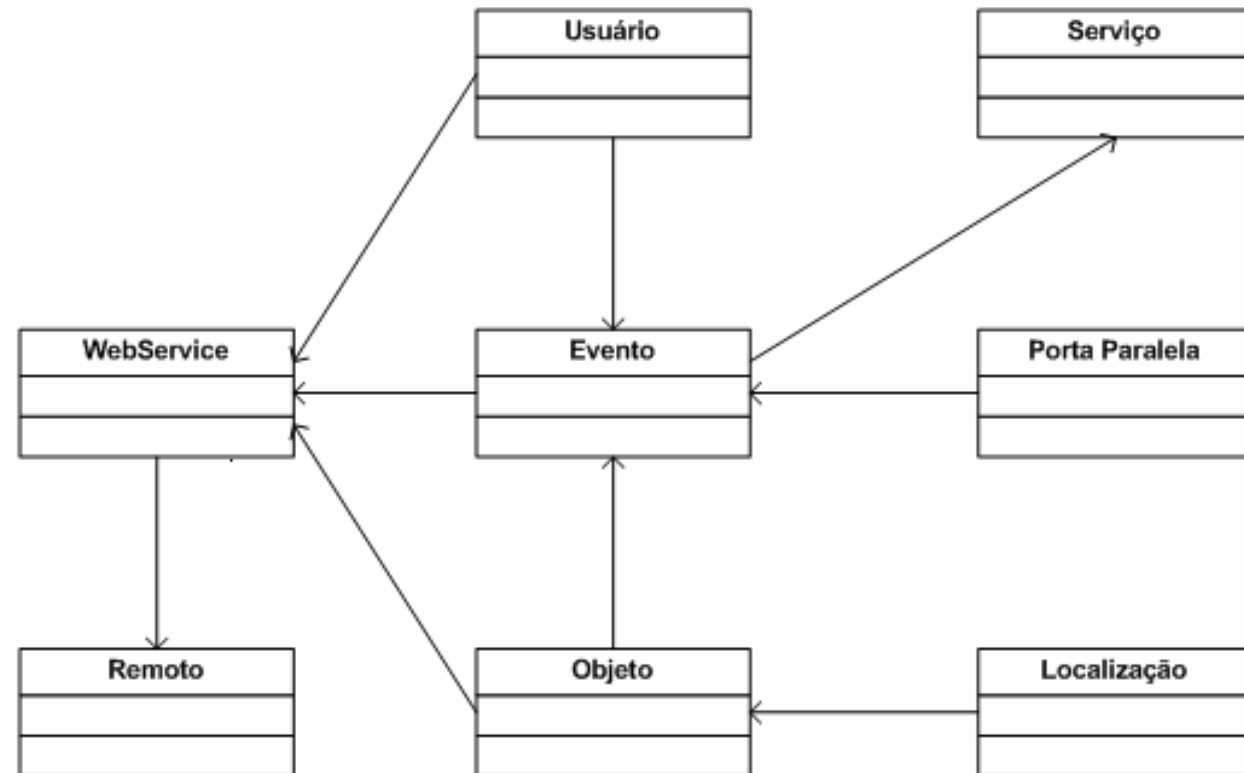 Usuário
Serviço
WebService
Evento
Porta Paralela
Remoto
Objeto
Localização